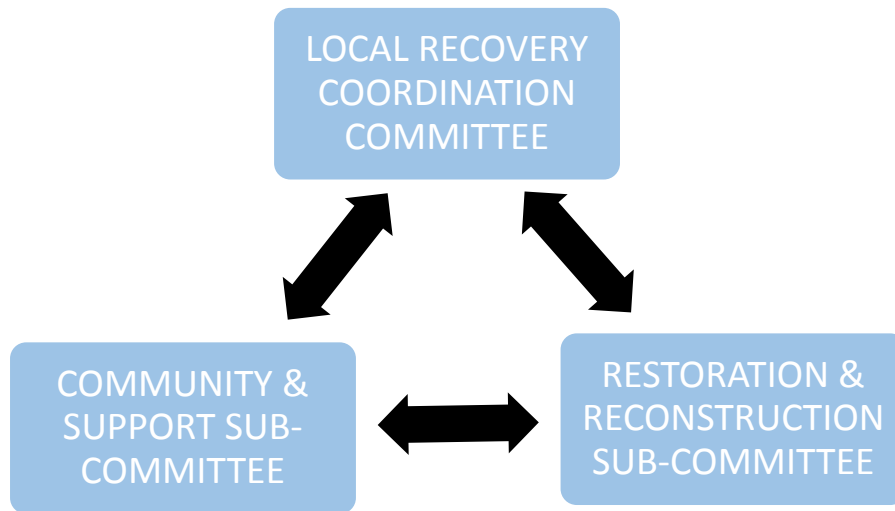 LOCAL RECOVERY
COORDINATION
COMMITTEE
COMMUNITY &
SUPPORT SUB-
COMMITTEE
RESTORATION &
RECONSTRUCTION
SUB-COMMITTEE